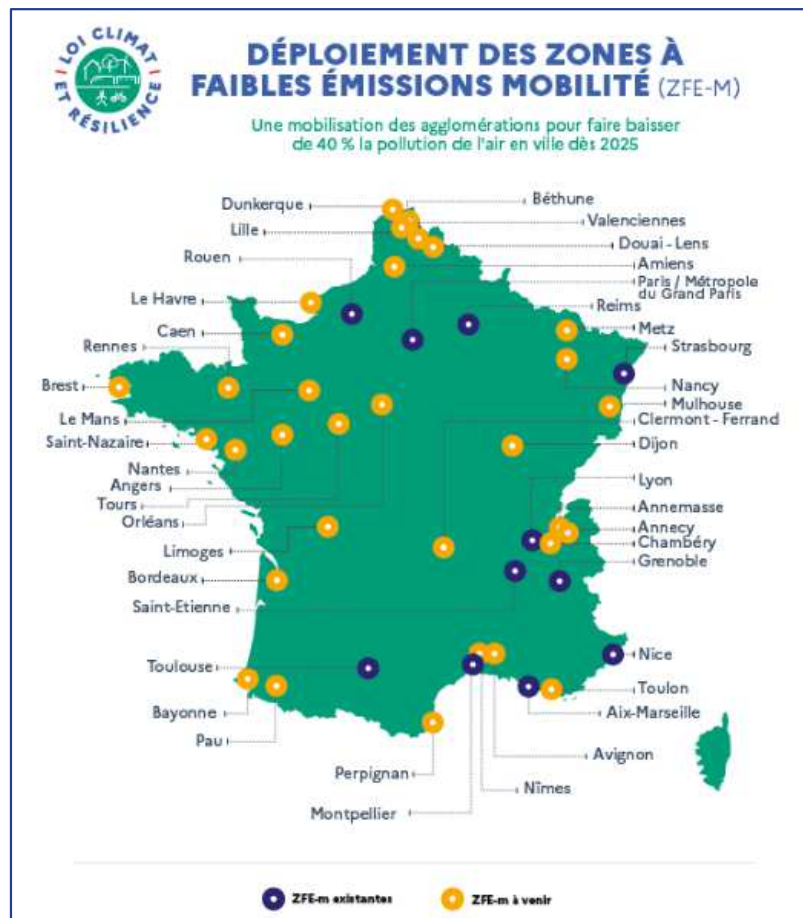 LOI CLIMAT
ET RÉSILIENCE
DÉPLOIEMENT DES ZONES À
FAIBLES ÉMISSIONS MOBILITÉ (ZFE-M)
Une mobilisation des agglomérations pour faire baisser
de 40 % la pollution de l'air en ville dès 2025
Dunkerque
Béthune
Lille
Valenciennes
Douai - Lens
Rouen
Amiens
Paris / Métropole
du Grand Paris
Le Havre
Reims
Caen
Metz
Rennes
Strasbourg
Brest
Nancy
Mulhouse
Le Mans
Clermont - Ferrand
Saint-Nazaire
Dijon
Nantes
Lyon
Angers
Tours
Annemasse
Orléans
Annecy
Chambéry
Limoges
Grenoble
Bordeaux
Saint-Etienne
Toulouse
Nice
Toulon
Bayonne
Aix-Marseille
Pau
Avignon
Perpignan
Nîmes
Montpellier
ZFE-m existantes
ZFE-m à venir